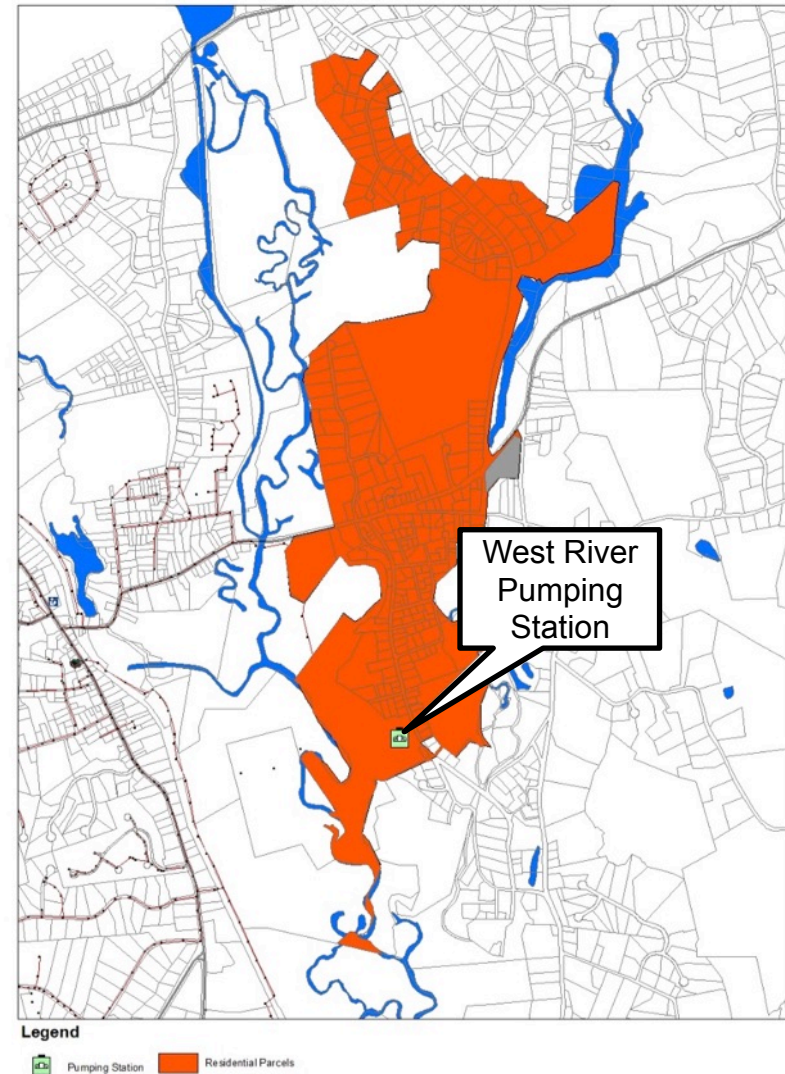 West River
Pumping
Station
Legend
Pumping Station
Residential Parcels